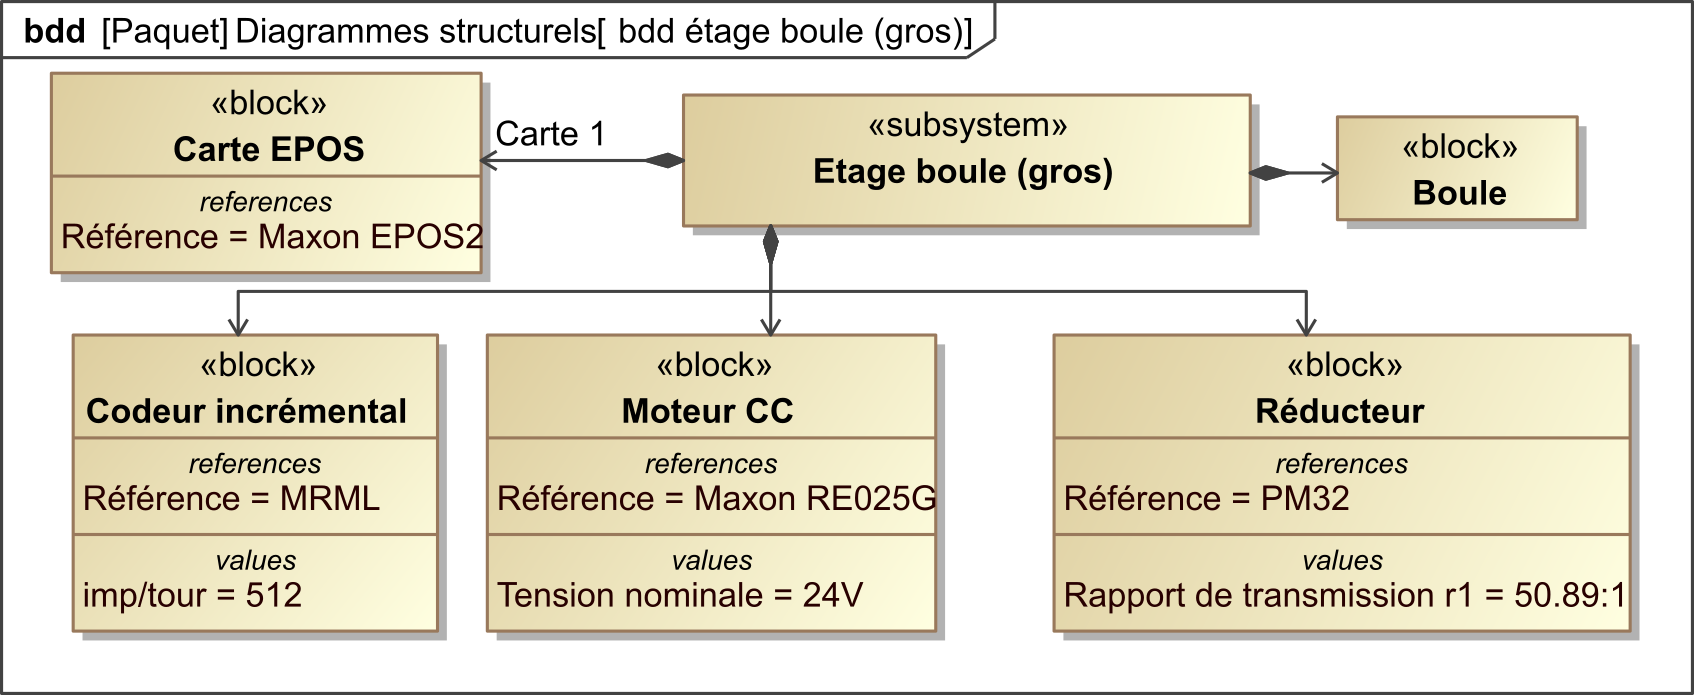 bdd [Paquet] Diagrammes structurels[ bdd étage boule (gros)]
«block»
Carte EPOS
references
Référence = Maxon EPOS2
Carte 1
«subsystem»
Etage boule (gros)
«block»
Boule
«block»
Codeur incrémental
references
Référence = MRML
values
imp/tour = 512
«block»
Moteur CC
references
Référence = Maxon RE025G
values
Tension nominale = 24V
«block»
Réducteur
references
Référence = PM32
values
Rapport de transmission r1 = 50.89:1